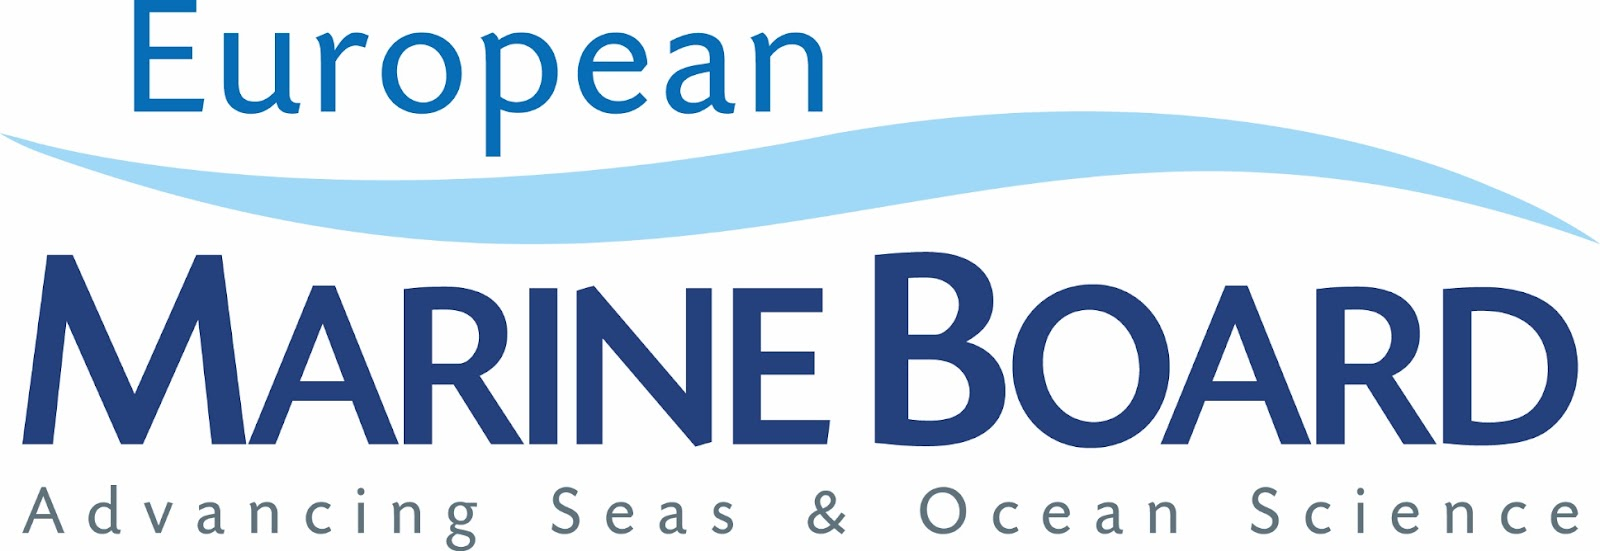 European
MARINE BOARD
Advancing Seas & Ocean Science